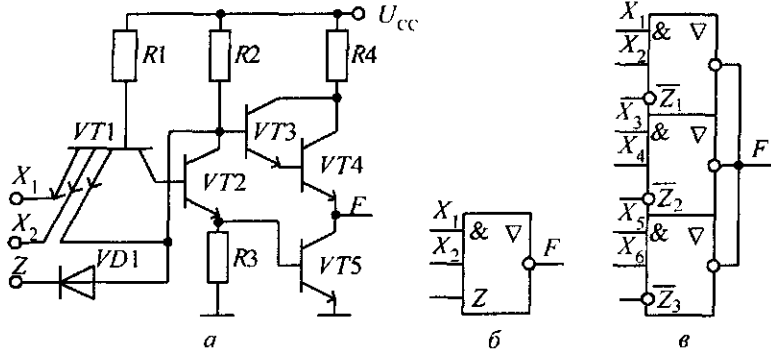 U_CC
R1
R2
R4
VT1
VT3
X_1
VT2
VT4
X_2
F
Z
VD1
R3
VT5
а
X_1
&
∇
X_2
F
Z
б
X_1
&
∇
X_2
Z̅_1
X_3
&
∇
X_4
F
Z̅_2
X_5
&
∇
X_6
Z̅_3
в